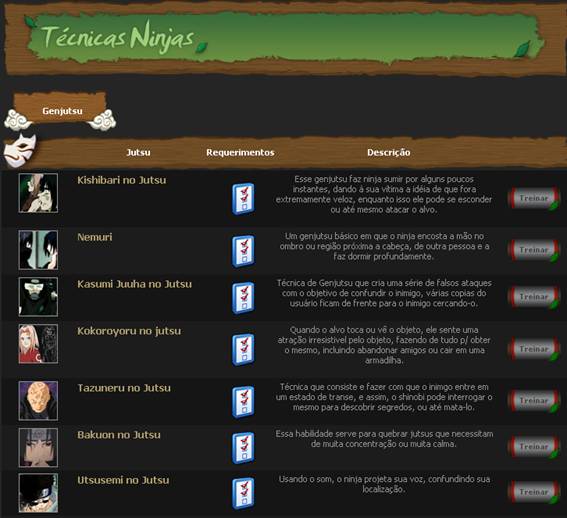 Técnicas Ninjas
Genjutsu
Jutsu Requerimentos Descrição
Kishibari no Jutsu
Esse genjutsu faz ninja sumir por alguns poucos
instantes, dando á sua vítima a idéia de que fora
extremamente veloz, enquanto isso ele pode se esconder
ou até mesmo atacar o alvo.
Treinar
Nemuri
Um genjutsu básico em que o ninja encosta a mão no
ombro ou região próxima a cabeça, de outra pessoa e a
faz dormir profundamente.
Treinar
Kasumi Juuha no Jutsu
Técnica de Genjutsu que cria uma série de falsos ataques
com o objetivo de confundir o inimigo, várias copias do
usuário ficam de frente para o inimigo cercando-o.
Treinar
Kokoroyoru no jutsu
Quando o alvo toca ou vê o objeto, ele sente uma
atração irresistivel pelo objeto, fazendo de tudo p/ obter
o mesmo, incluindo abandonar amigos ou cair em uma
armadilha.
Treinar
Tazuneru no Jutsu
Técnica que consiste e fazer com que o inimgo entre em
um estado de transe, e assim, o shinobi pode interrogar o
mesmo para descobrir segredos, ou até mata-lo.
Treinar
Bakuon no Jutsu
Essa habilidade serve para quebrar jutsus que necessitam
de muita concentração ou muita calma.
Treinar
Utsusemi no Jutsu
Usando o som, o ninja projeta sua voz, confundindo sua
localização.
Treinar